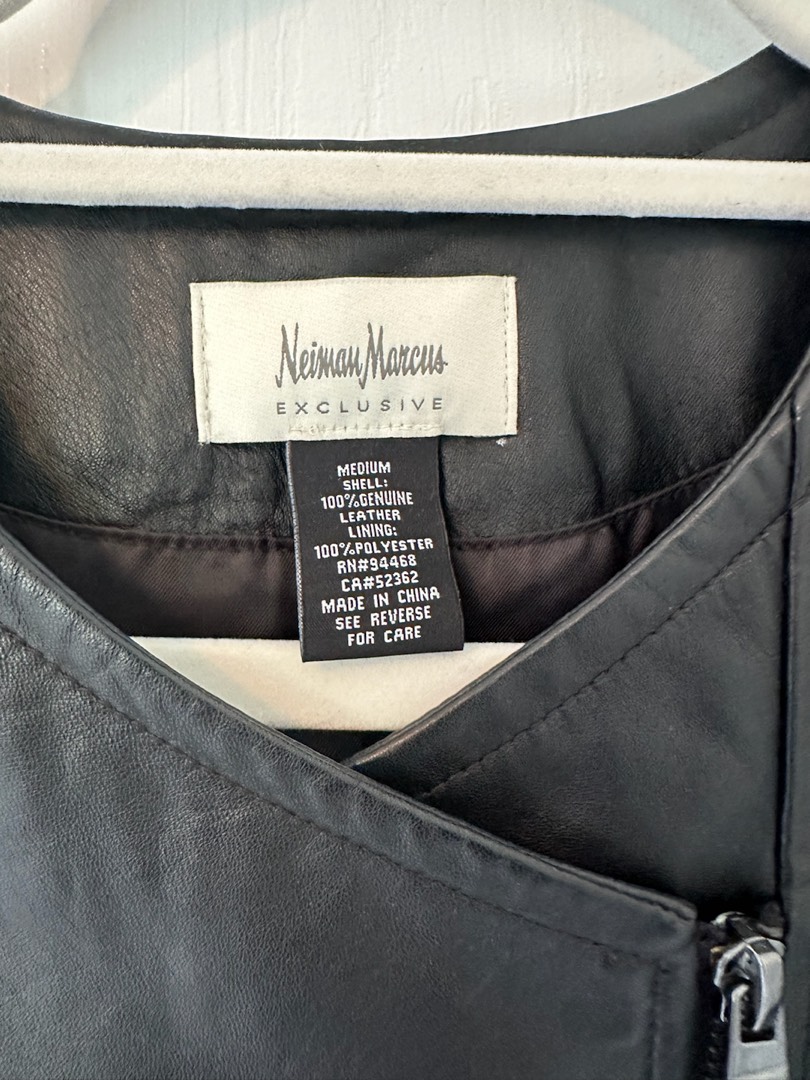 Neiman Marcus
EXCLUSIVE
MEDIUM
SHELL:
100%GENUINE
LEATHER
LINING:
100%POLYESTER
RN#94468
CA#52362
MADE IN CHINA
SEE REVERSE
FOR CARE